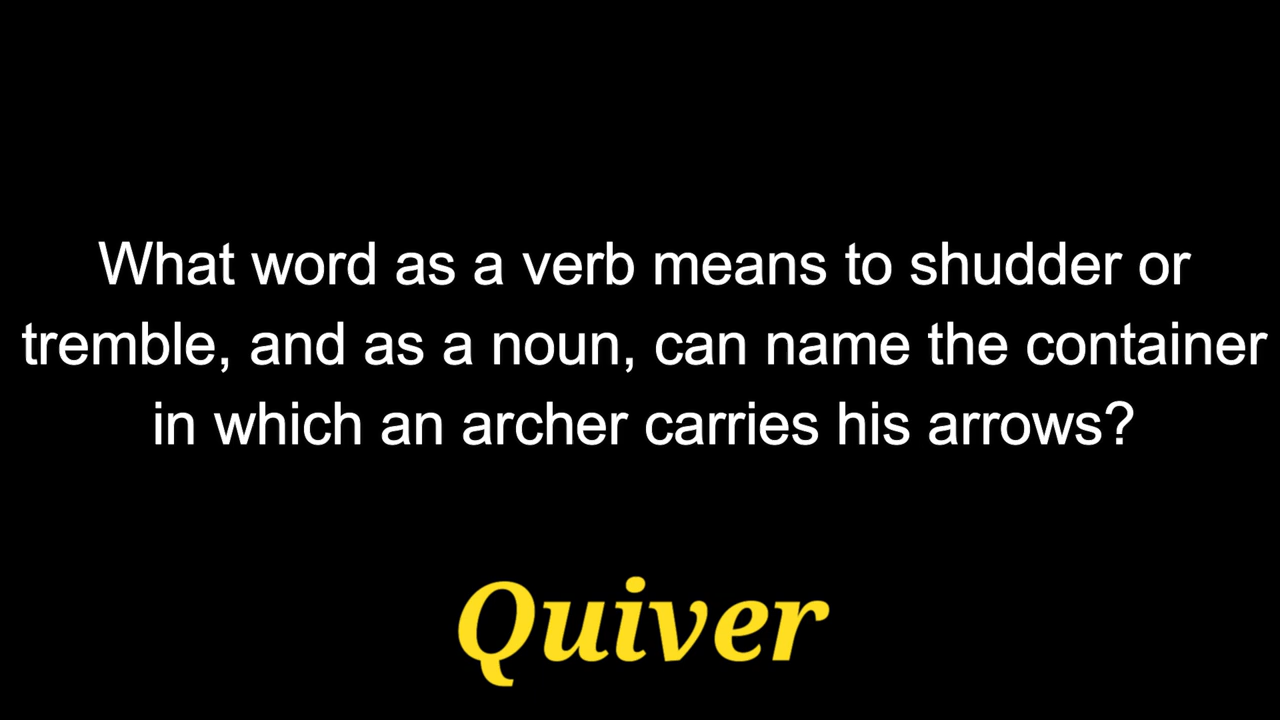 What word as a verb means to shudder or
tremble, and as a noun, can name the container
in which an archer carries his arrows?
Quiver